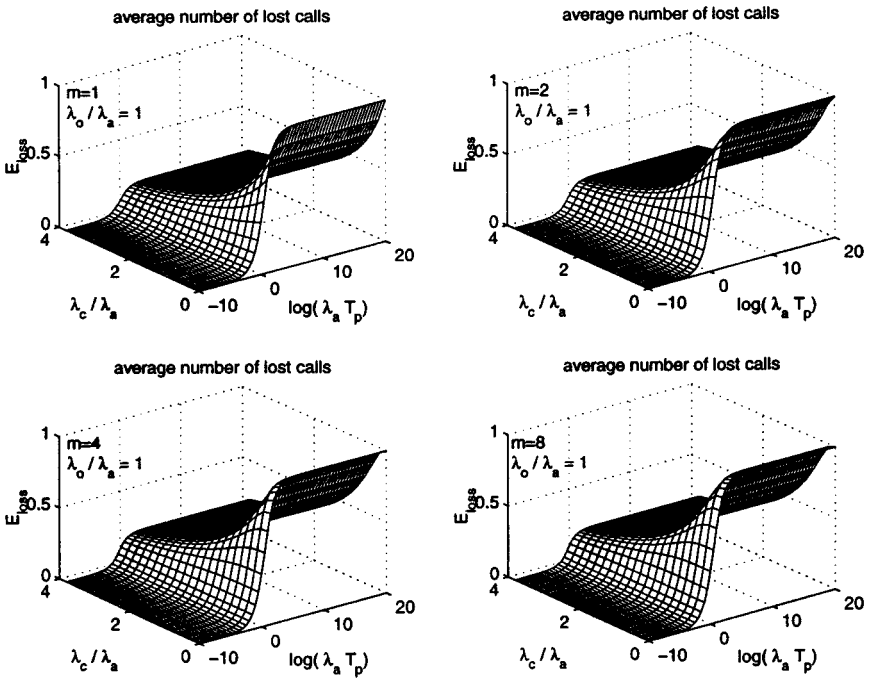 average number of lost calls
1
m=1
λo / λa = 1
0.5
Eloss
0
4
2
0
λc / λa
−10
0
10
20
log( λa Tp)
average number of lost calls
1
m=2
λo / λa = 1
0.5
Eloss
0
4
2
0
λc / λa
−10
0
10
20
log( λa Tp)
average number of lost calls
1
m=4
λo / λa = 1
0.5
Eloss
0
4
2
0
λc / λa
−10
0
10
20
log( λa Tp)
average number of lost calls
1
m=8
λo / λa = 1
0.5
Eloss
0
4
2
0
λc / λa
−10
0
10
20
log( λa Tp)